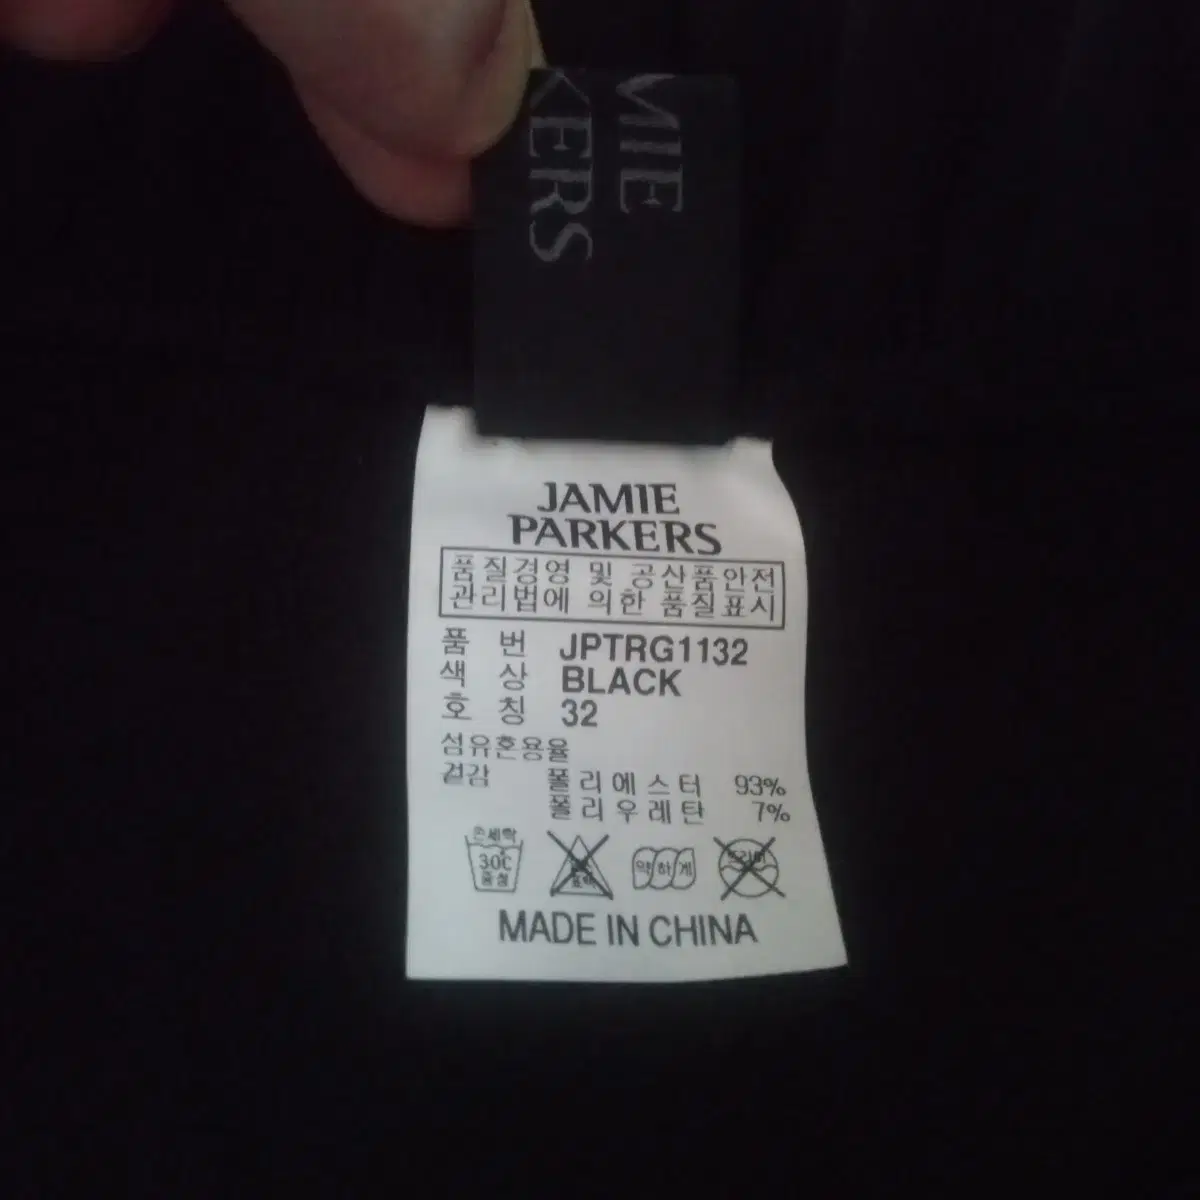 MIE
KERS
JAMIE
PARKERS
품질경영 및 공산품안전
관리법에 의한 품질표시
품 번 JPTRG1132
색 상 BLACK
호 칭 32
섬유혼용율
겉감 폴리에스터 93%
폴리우레탄 7%
손세탁
30℃
중성
약하게
드라이
MADE IN CHINA